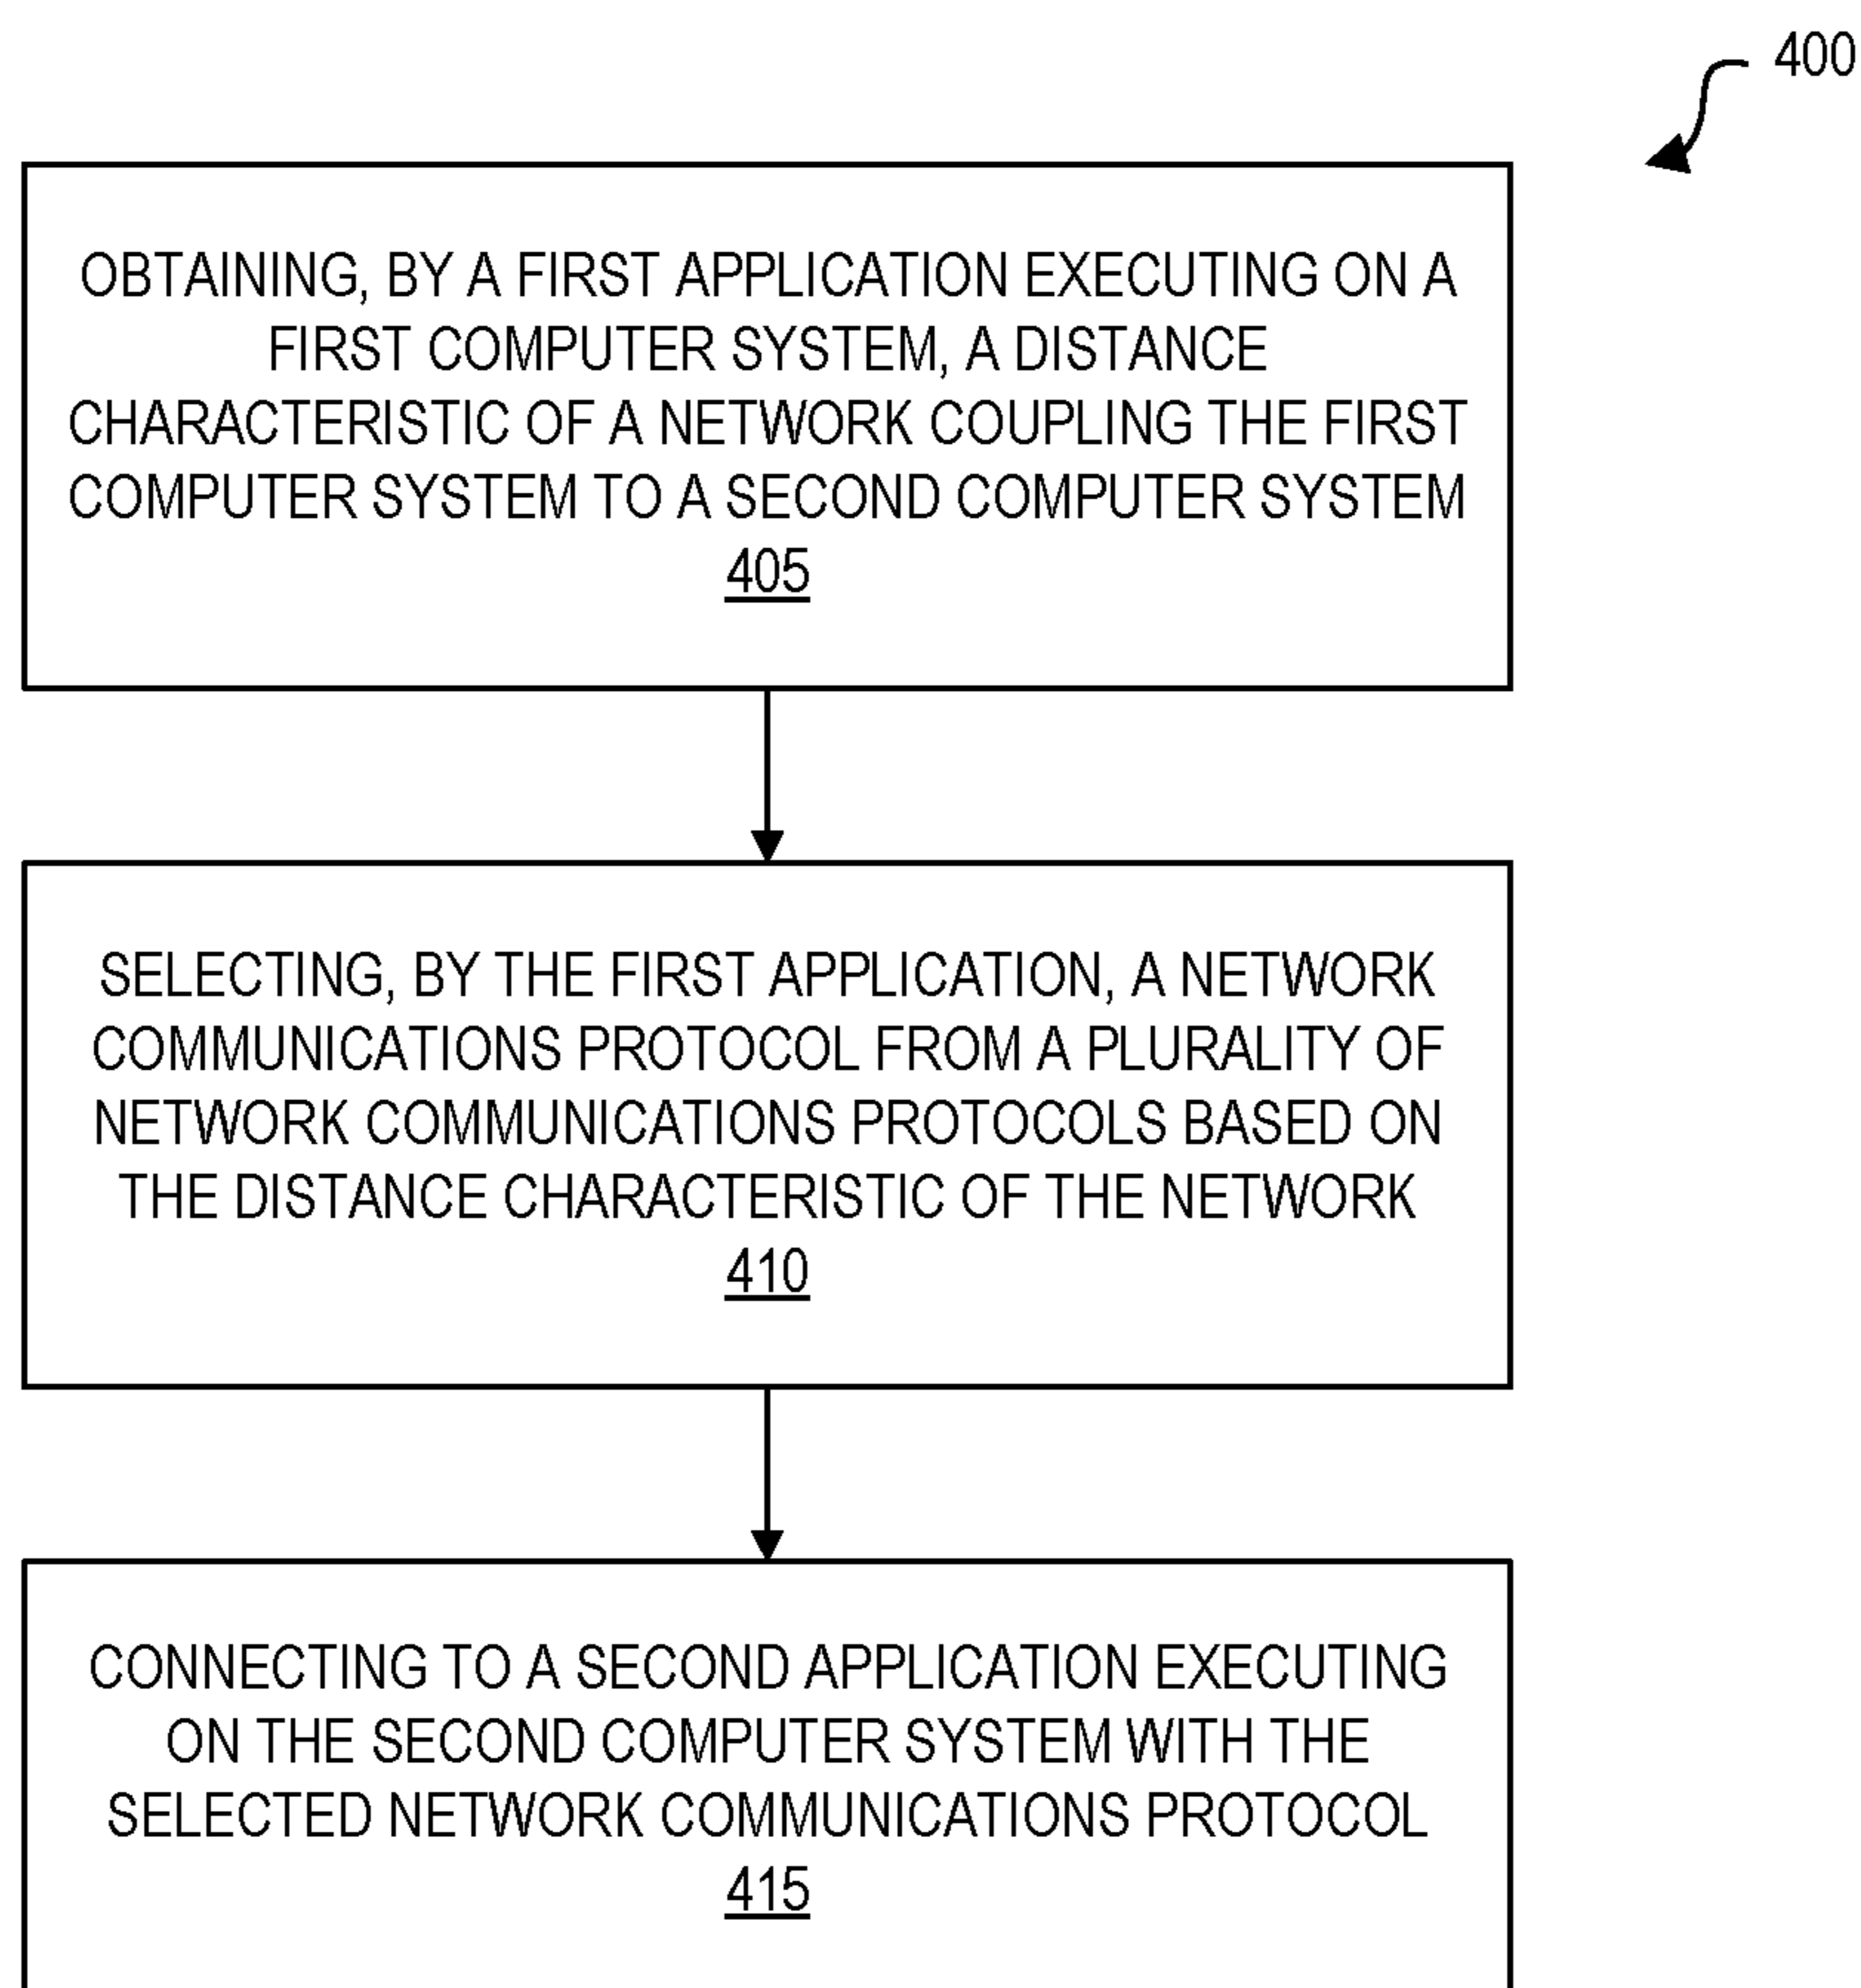 400
OBTAINING, BY A FIRST APPLICATION EXECUTING ON A
FIRST COMPUTER SYSTEM, A DISTANCE
CHARACTERISTIC OF A NETWORK COUPLING THE FIRST
COMPUTER SYSTEM TO A SECOND COMPUTER SYSTEM
405
SELECTING, BY THE FIRST APPLICATION, A NETWORK
COMMUNICATIONS PROTOCOL FROM A PLURALITY OF
NETWORK COMMUNICATIONS PROTOCOLS BASED ON
THE DISTANCE CHARACTERISTIC OF THE NETWORK
410
CONNECTING TO A SECOND APPLICATION EXECUTING
ON THE SECOND COMPUTER SYSTEM WITH THE
SELECTED NETWORK COMMUNICATIONS PROTOCOL
415